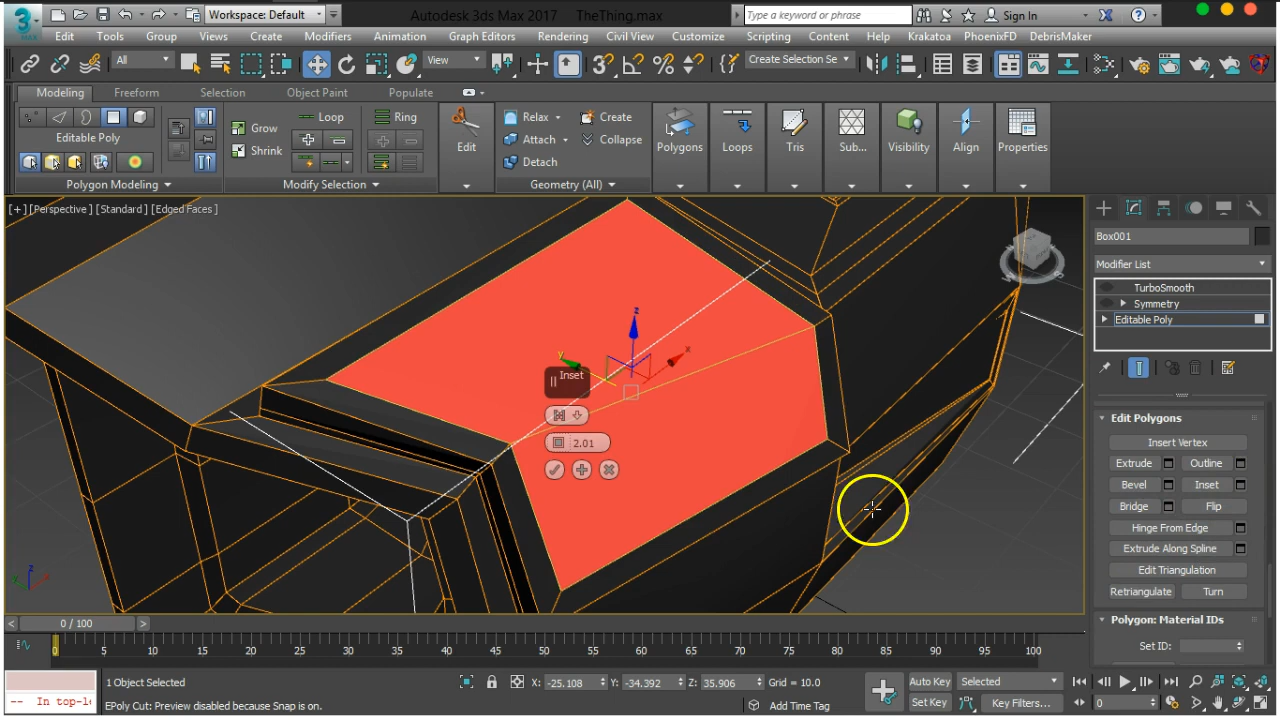 3 Workspace: Default Autodesk 3ds Max 2017 TheThing.max Type a keyword or phrase Sign In
MAX Edit Tools Group Views Create Modifiers Animation Graph Editors Rendering Civil View Customize Scripting Content Help Krakatoa PhoenixFD DebrisMaker
All View Create Selection Se
Modeling Freeform Selection Object Paint Populate
Grow Loop Ring Relax Create
Editable Poly Shrink Edit Attach Collapse Polygons Loops Tris Sub... Visibility Align Properties
Detach
Polygon Modeling Modify Selection Geometry (All)
[+] [Perspective ] [Standard ] [Edged Faces ]
Box001
Modifier List
TurboSmooth
Symmetry
Editable Poly
z
x
y
Inset
2.01
Edit Polygons
Insert Vertex
Extrude Outline
Bevel Inset
Bridge Flip
Hinge From Edge
Extrude Along Spline
Edit Triangulation
Retriangulate Turn
Polygon: Material IDs
Set ID:
z
< 0 / 100 >
0 5 10 15 20 25 30 35 40 45 50 55 60 65 70 75 80 85 90 95 100
1 Object Selected X: -25.108 Y: -34.392 Z: 35.906 Grid = 10.0 Auto Key Selected
In top-l EPoly Cut: Preview disabled because Snap is on. Add Time Tag Set Key Key Filters... 0